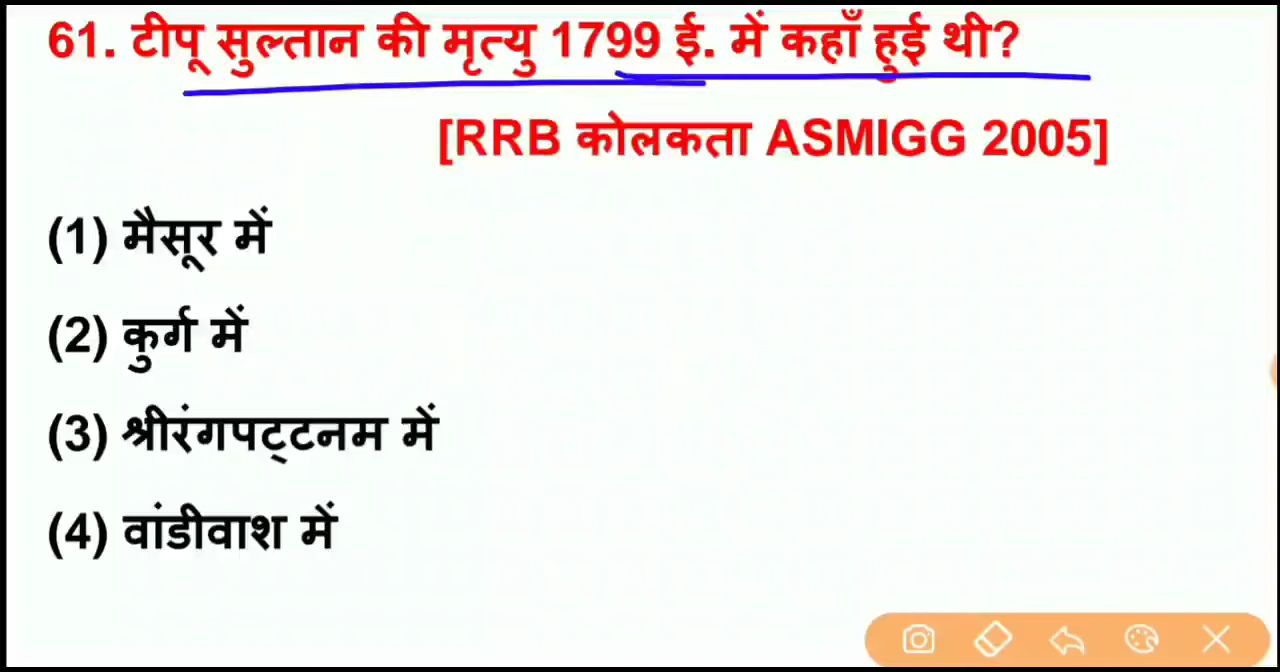 61. टीपू सुल्तान की मृत्यु 1799 ई. में कहाँ हुई थी?
[RRB कोलकता ASMIGG 2005]
(1) मैसूर में
(2) कुर्ग में
(3) श्रीरंगपट्टनम में
(4) वांडीवाश में